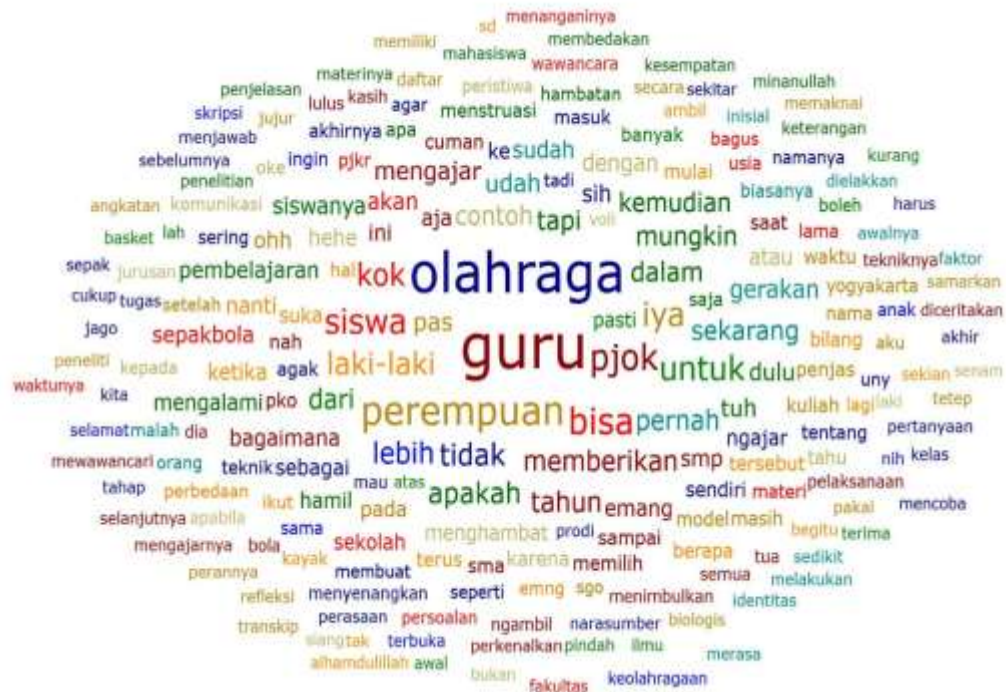 menanganinya
sd
memiliki membedakan
mahasiswa
wawancara kesempatan
materinya daftar peristiwa secara sekitar minanullah
penjelasan lulus kasih agar menstruasi hambatan ambil inisial memaknai
skripsi jujur masuk keterangan
menjawab akhirnya apa cuman ke sudah banyak bagus
sebelumnya oke ingin pjkr mengajar dengan mulai usia namanya kurang
penelitian udah tadi sih biasanya dielakkan
angkatan komunikasi siswanya akan aja contoh tapi voli kemudian boleh harus
basket lah sering ohh hehe ini mungkin saat lama awalnya
sepak jurusan pembelajaran hal kok olahraga dalam atau waktu tekniknya faktor
cukup tugas setelah nanti suka saja gerakan yogyakarta samarkan
jago sepakbola nah siswa pas pasti iya sekarang nama anak diceritakan
bilang aku akhir
peneliti kepada ketika agak laki-laki guru pjok untuk dulu penjas uny sekian senam
waktunya kita mengalami pko dari perempuan bisa pernah tuh kuliah lagi laki tetep
selamat malah dia bagaimana ngajar tentang pertanyaan
mewawancari orang teknik sebagai lebih tidak memberikan smp tersebut tahu nih kelas
tahap perbedaan ikut hamil mau atas apakah tahun emang sendiri materi pelaksanaan
pada model masih pakai mencoba
selanjutnya apabila sama menghambat prodi sampai begitu terima
mengajarnya bola kayak sekolah terus sma karena memilih berapa tua sedikit
perannya membuat semua melakukan
refleksi menyenangkan seperti emng sgo menimbulkan identitas
transkip perasaan persoalan ngambil narasumber biologis
siang tak terbuka perkenalkan pindah ilmu merasa
alhamdulillah awal bukan keolahragaan
fakultas